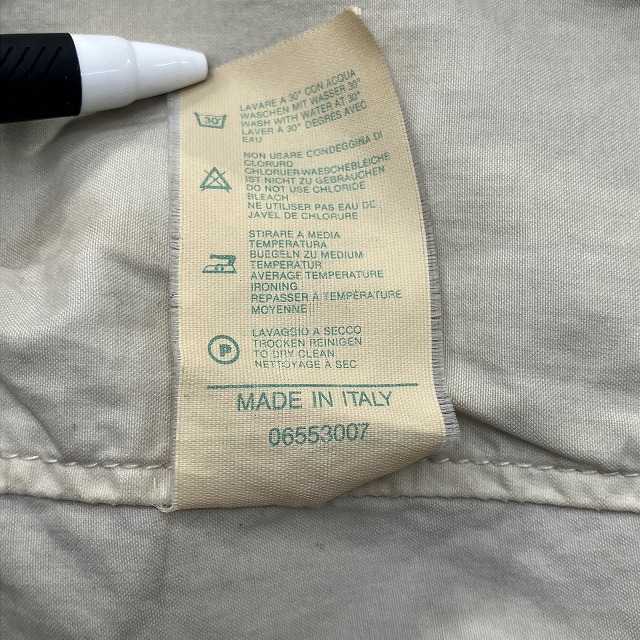 30°
LAVARE A 30° CON ACQUA
WASCHEN MIT WASSER 30°
WASH WITH WATER AT 30°
LAVER À 30° DEGRÉS AVEC
EAU
NON USARE CONDEGGINA DI
CLORURO
CHLORUER-WAESCHEBLEICHE
IST NICHT ZU GEBRAUCHEN
DO NOT USE CHLORIDE
BLEACH
NE UTILISER PAS EAU DE
JAVEL DE CHLORURE
STIRARE A MEDIA
TEMPERATURA
BUEGELN ZU MEDIUM
TEMPERATUR
AVERAGE TEMPERATURE
IRONING
REPASSER À TEMPÉRATURE
MOYENNE
P
LAVAGGIO A SECCO
TROCKEN REINIGEN
TO DRY CLEAN
NETTOYAGE A SEC
MADE IN ITALY
06553007